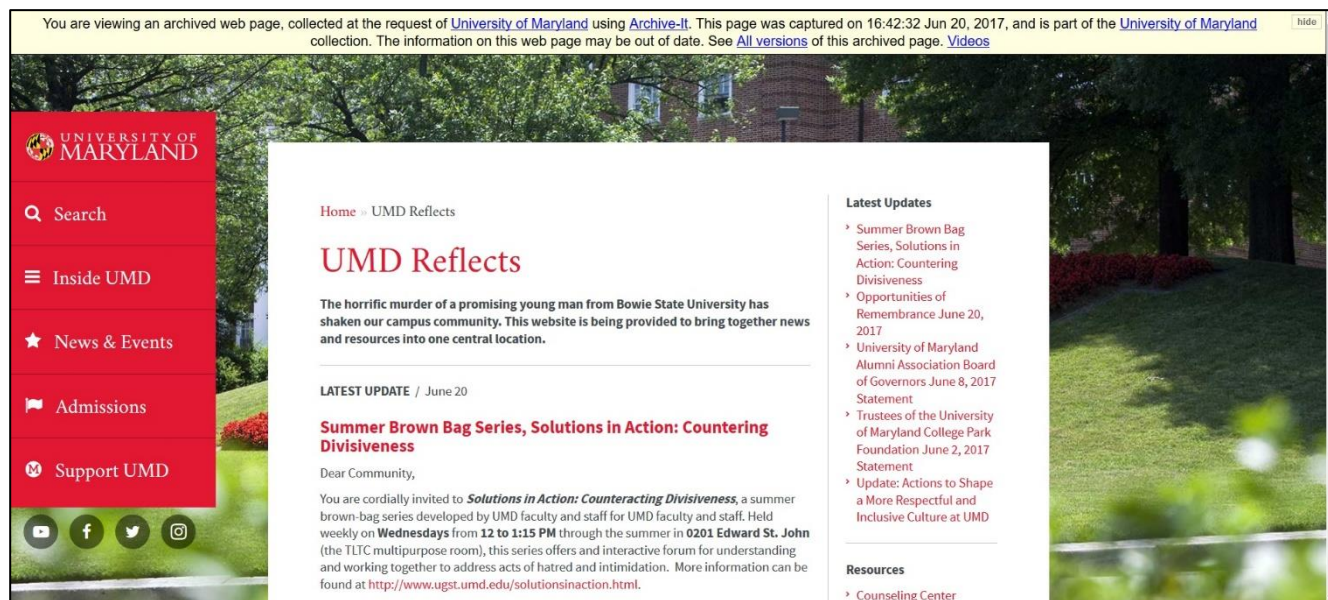 You are viewing an archived web page, collected at the request of University of Maryland using Archive-It. This page was captured on 16:42:32 Jun 20, 2017, and is part of the University of Maryland
collection. The information on this web page may be out of date. See All versions of this archived page. Videos
hide
UNIVERSITY OF
MARYLAND
Search
Inside UMD
News & Events
Admissions
Support UMD
Home » UMD Reflects
UMD Reflects
The horrific murder of a promising young man from Bowie State University has
shaken our campus community. This website is being provided to bring together news
and resources into one central location.
LATEST UPDATE / June 20
Summer Brown Bag Series, Solutions in Action: Countering
Divisiveness
Dear Community,
You are cordially invited to Solutions in Action: Counteracting Divisiveness, a summer
brown-bag series developed by UMD faculty and staff for UMD faculty and staff. Held
weekly on Wednesdays from 12 to 1:15 PM through the summer in 0201 Edward St. John
(the TLTC multipurpose room), this series offers and interactive forum for understanding
and working together to address acts of hatred and intimidation. More information can be
found at http://www.ugst.umd.edu/solutionsinaction.html.
Latest Updates
Summer Brown Bag
Series, Solutions in
Action: Countering
Divisiveness
Opportunities of
Remembrance June 20,
2017
University of Maryland
Alumni Association Board
of Governors June 8, 2017
Statement
Trustees of the University
of Maryland College Park
Foundation June 2, 2017
Statement
Update: Actions to Shape
a More Respectful and
Inclusive Culture at UMD
Resources
Counseling Center